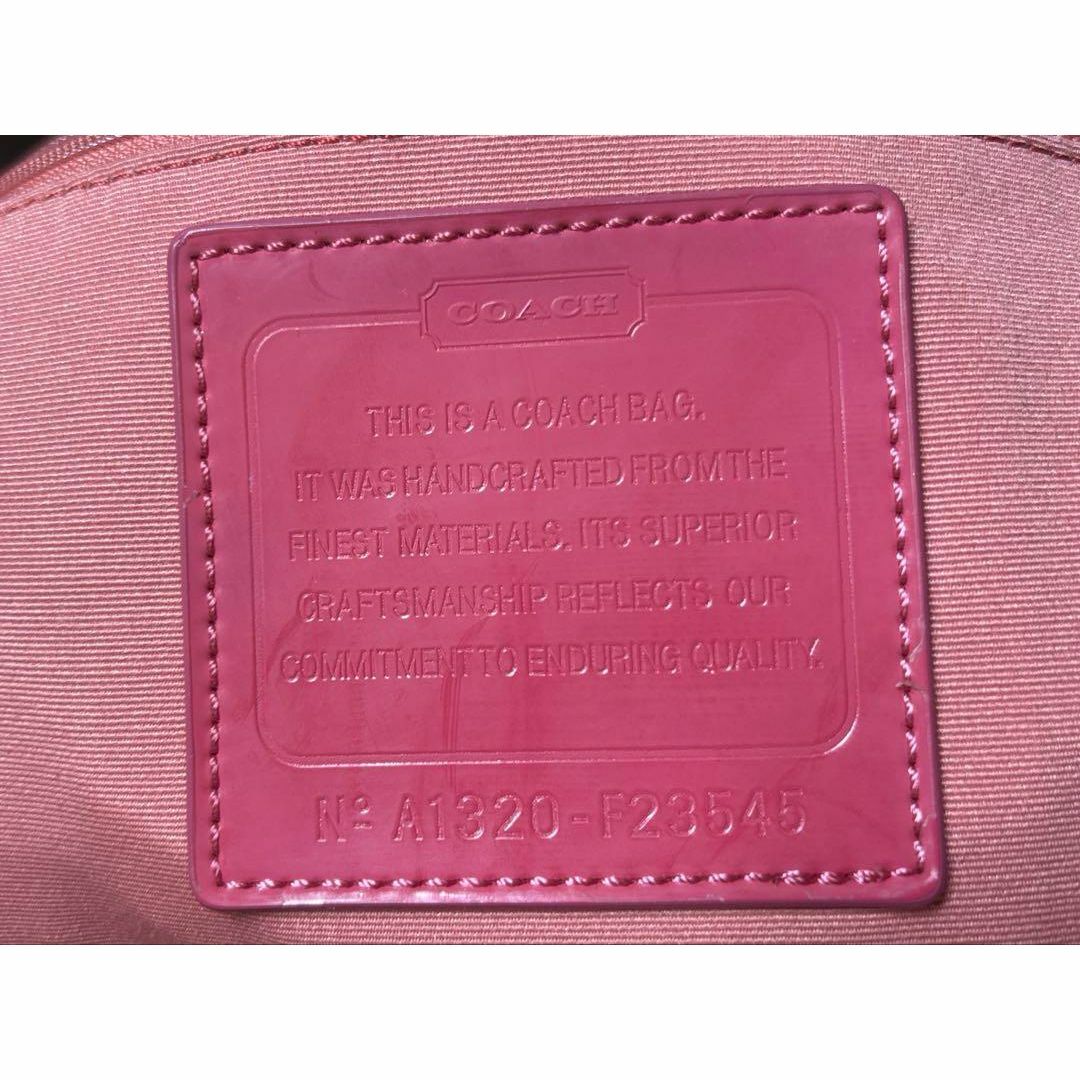 COACH
THIS IS A COACH BAG.
IT WAS HANDCRAFTED FROM THE
FINEST MATERIALS. ITS SUPERIOR
CRAFTSMANSHIP REFLECTS OUR
COMMITMENT TO ENDURING QUALITY.
Nº A1320-F23545